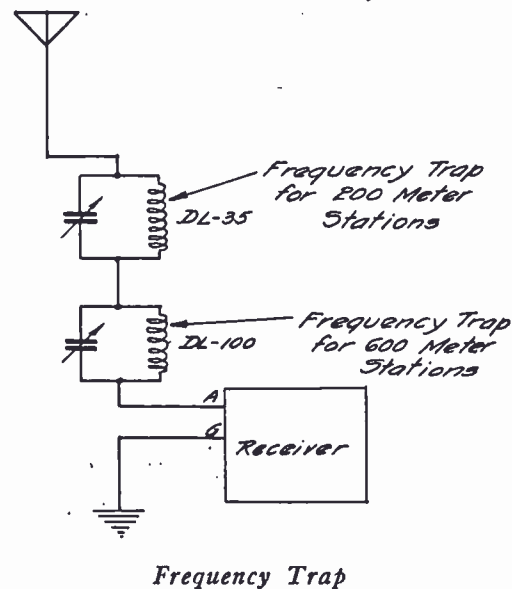 Frequency Trap
for 200 Meter
Stations
DL-35
Frequency Trap
for 600 Meter
Stations
DL-100
A
G
Receiver
Frequency Trap